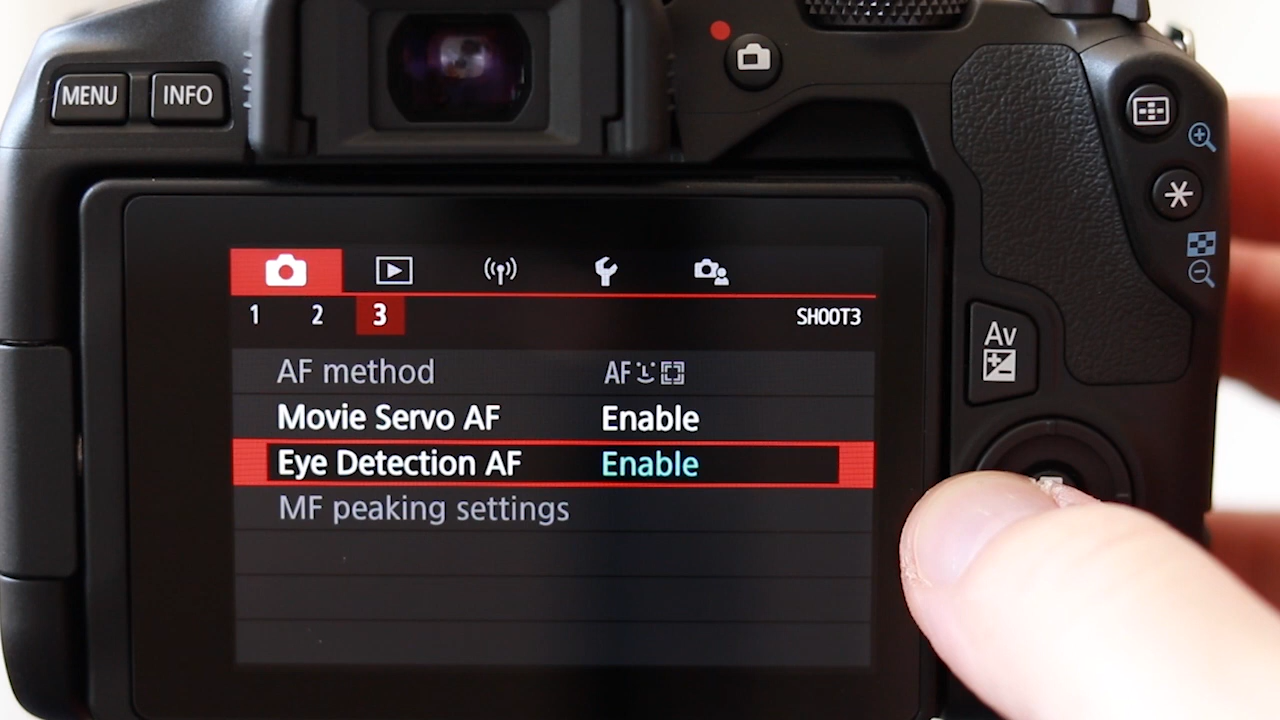 MENU INFO
1 2 3 SHOOT3
AF method AF
Movie Servo AF Enable
Eye Detection AF Enable
MF peaking settings
Av